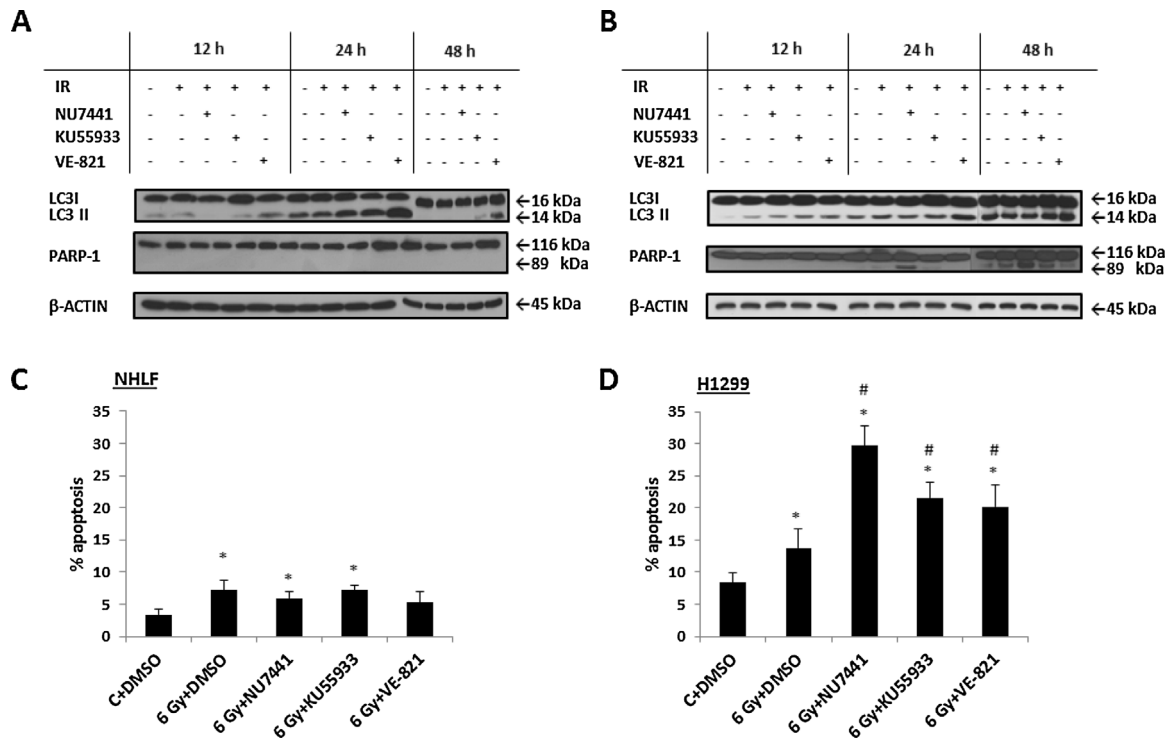 A
12 h 24 h 48 h
IR - + + + + - + + + + - + + + +
NU7441 - - + - - - - + - - - - + - -
KU55933 - - - + - - - - + - - - - + -
VE-821 - - - - + - - - - + - - - - +
LC3I ←16 kDa
LC3 II ←14 kDa
PARP-1 ←116 kDa
←89 kDa
β-ACTIN ←45 kDa
B
12 h 24 h 48 h
IR - + + + + - + + + + - + + + +
NU7441 - - + - - - - + - - - - + - -
KU55933 - - - + - - - - + - - - - + -
VE-821 - - - - + - - - - + - - - - +
LC3I ←16 kDa
LC3 II ←14 kDa
PARP-1 ←116 kDa
←89 kDa
β-ACTIN ←45 kDa
C
NHLF
% apoptosis
35
30
25
20
15
10
5
0
* * *
C+DMSO
6 Gy+DMSO
6 Gy+NU7441
6 Gy+KU55933
6 Gy+VE-821
D
H1299
% apoptosis
35
30
25
20
15
10
5
0
# # #
* * * *
C+DMSO
6 Gy+DMSO
6 Gy+NU7441
6 Gy+KU55933
6 Gy+VE-821